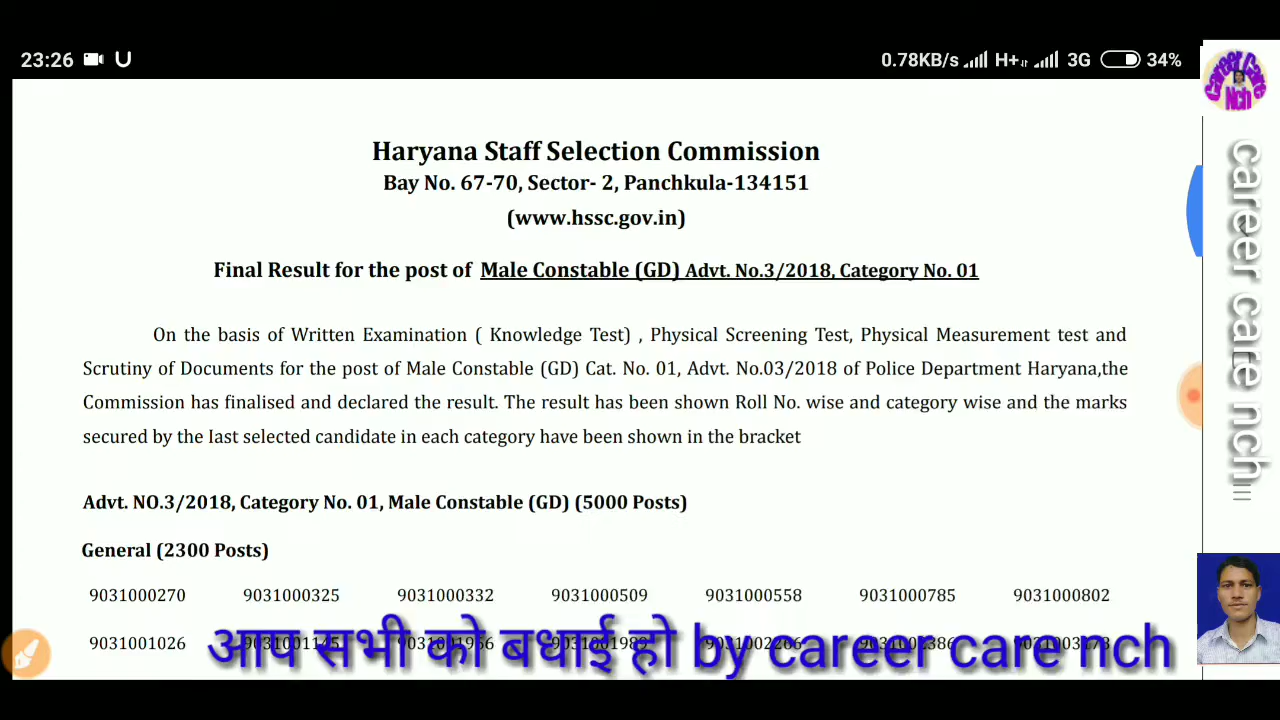 23:26 U 0.78KB/s H+ 3G 34%
Career Care Nch
career care nch
Haryana Staff Selection Commission
Bay No. 67-70, Sector- 2, Panchkula-134151
(www.hssc.gov.in)
Final Result for the post of Male Constable (GD) Advt. No.3/2018, Category No. 01
On the basis of Written Examination ( Knowledge Test) , Physical Screening Test, Physical Measurement test and
Scrutiny of Documents for the post of Male Constable (GD) Cat. No. 01, Advt. No.03/2018 of Police Department Haryana,the
Commission has finalised and declared the result. The result has been shown Roll No. wise and category wise and the marks
secured by the last selected candidate in each category have been shown in the bracket
Advt. NO.3/2018, Category No. 01, Male Constable (GD) (5000 Posts)
General (2300 Posts)
9031000270 9031000325 9031000332 9031000509 9031000558 9031000785 9031000802
9031001026 9031001145
आप सभी को बधाई हो by career care nch